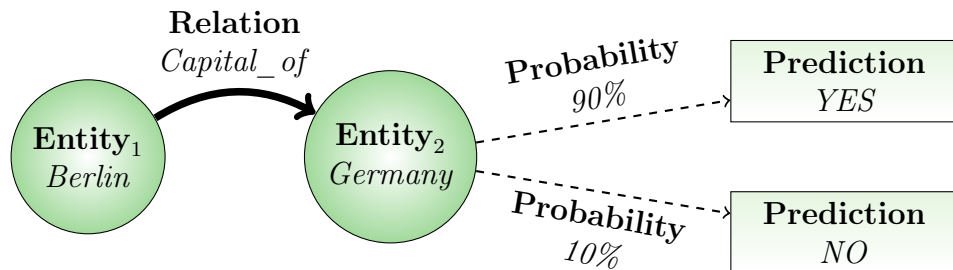 Relation
Capital_of
Entity₁
Berlin
Entity₂
Germany
Probability
90%
Prediction
YES
Probability
10%
Prediction
NO